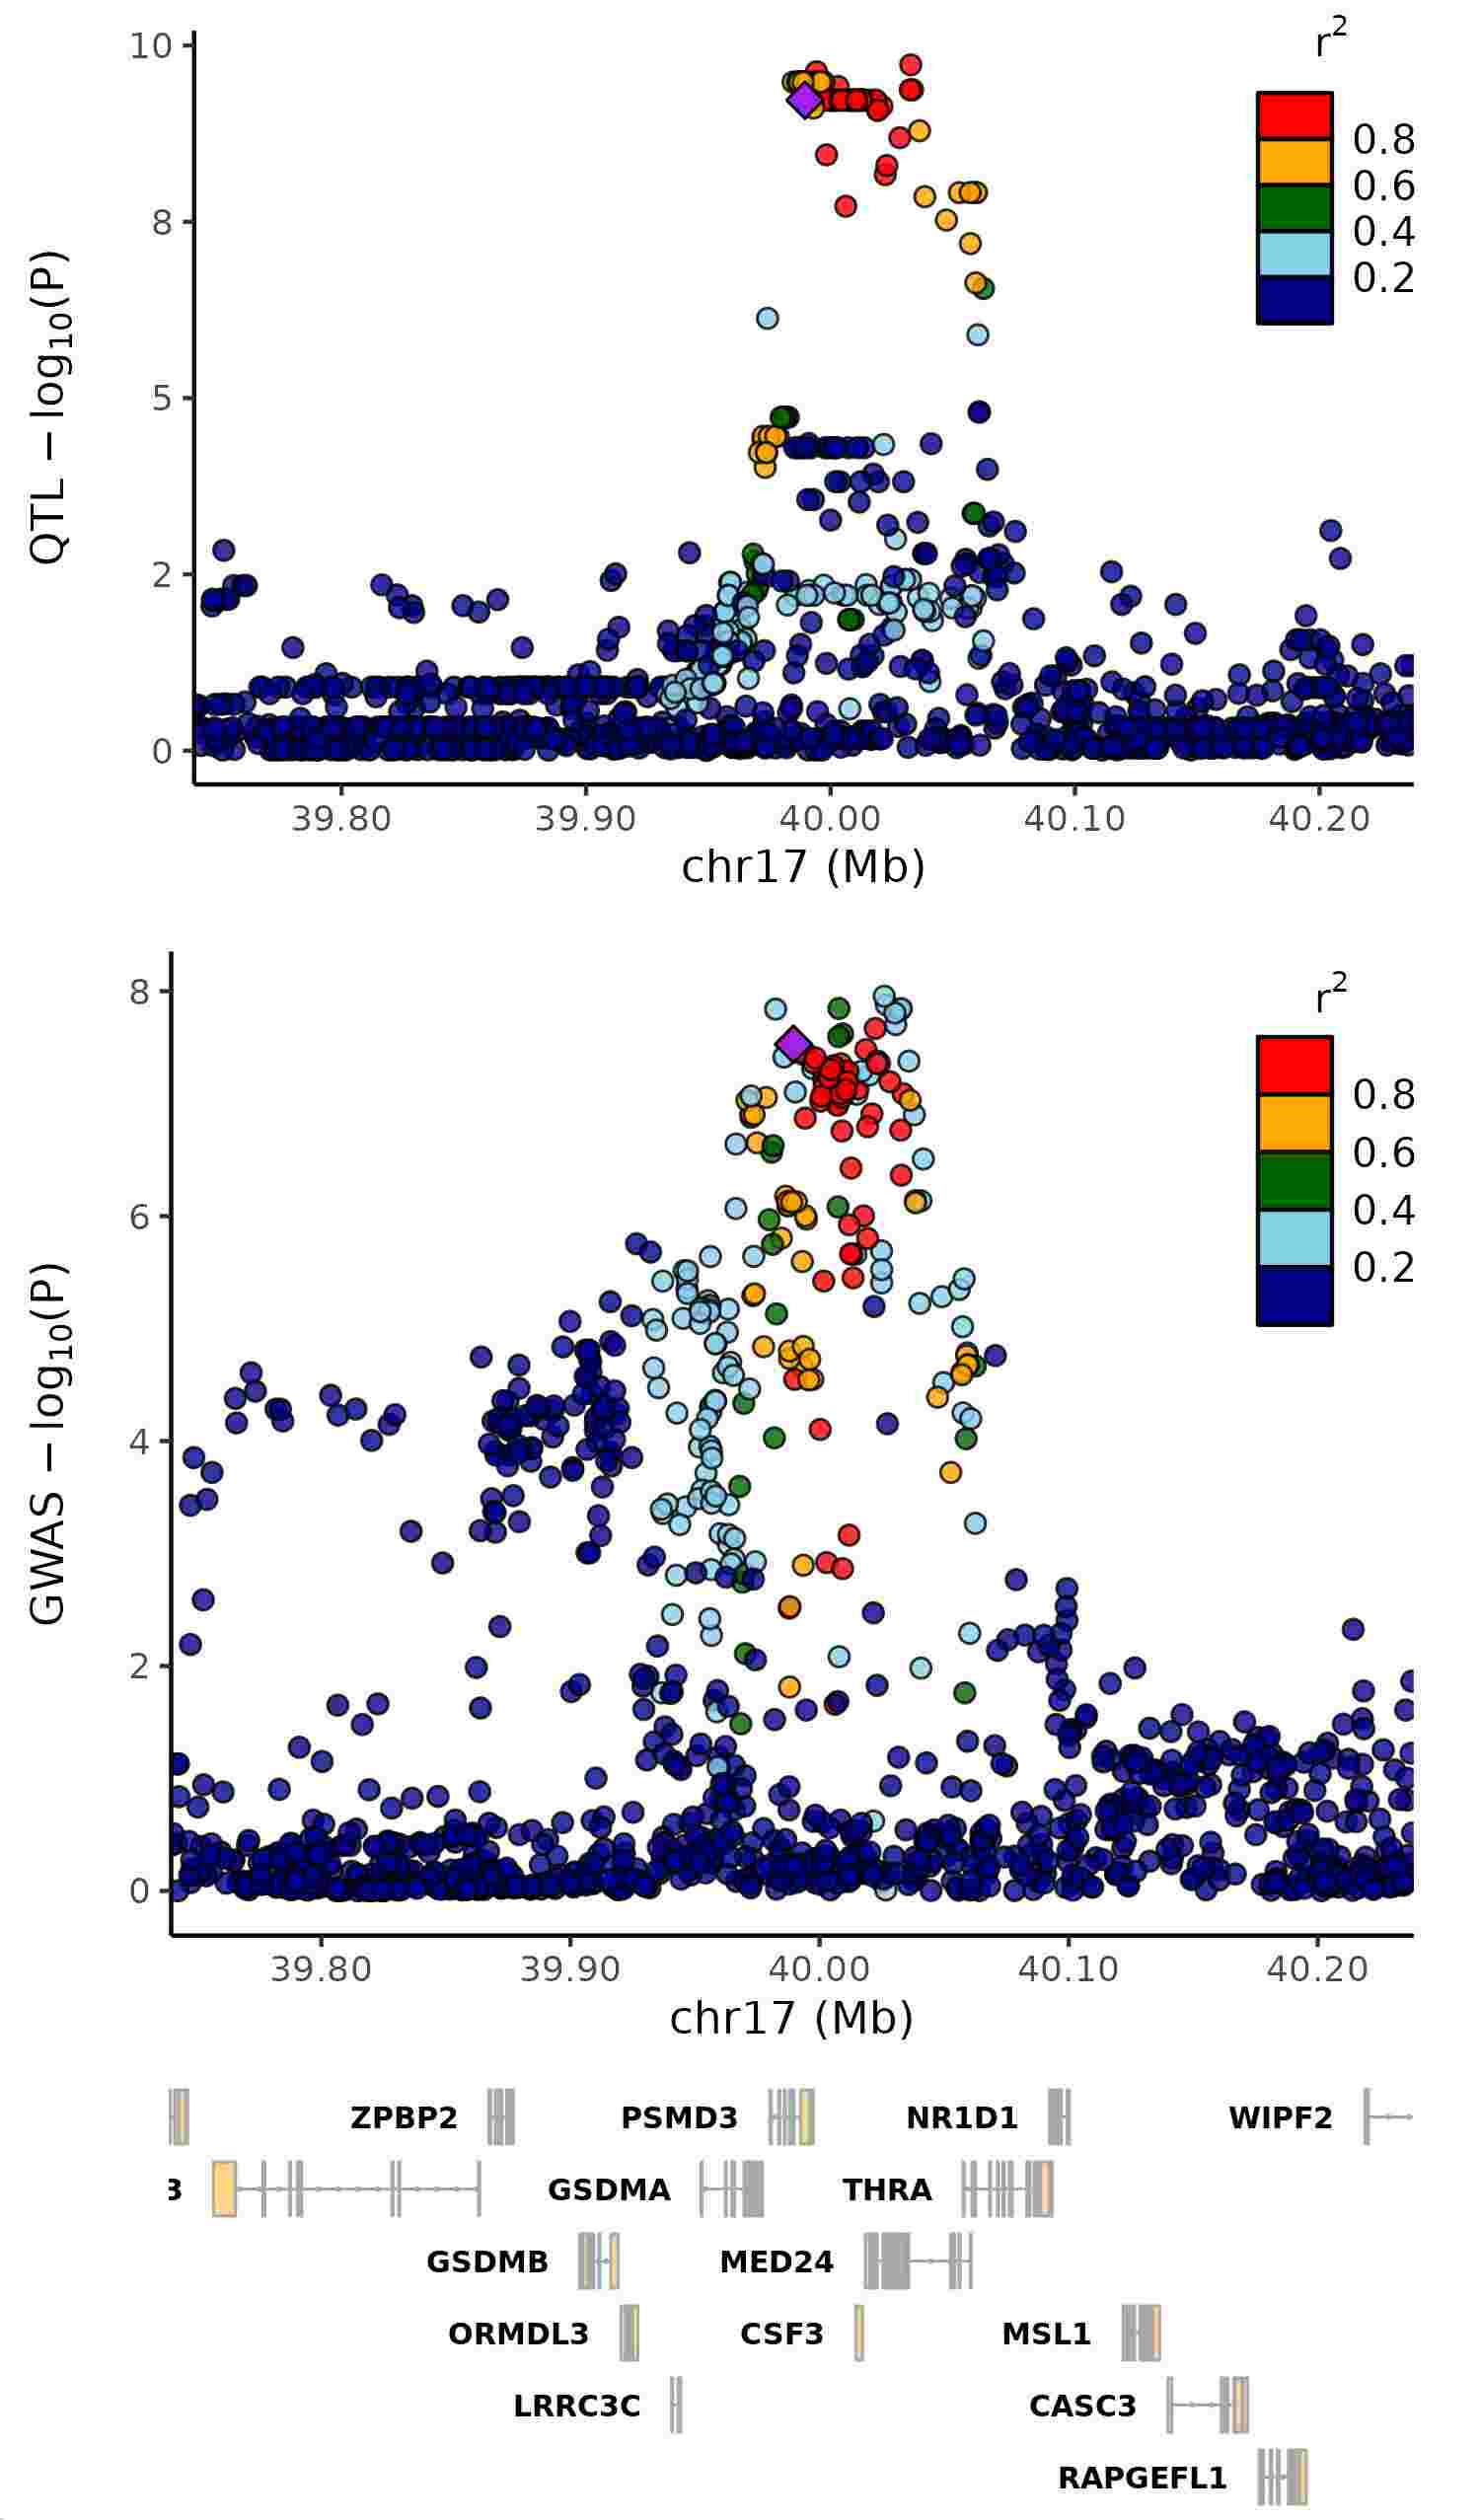 r2
10
8
5
2
0
0.8
0.6
0.4
0.2
QTL −log10(P)
39.80 39.90 40.00 40.10 40.20
chr17 (Mb)
r2
8
6
4
2
0
0.8
0.6
0.4
0.2
GWAS −log10(P)
39.80 39.90 40.00 40.10 40.20
chr17 (Mb)
ZPBP2 PSMD3 NR1D1 WIPF2
3 GSDMA THRA
GSDMB MED24
ORMDL3 CSF3 MSL1
LRRC3C CASC3
RAPGEFL1